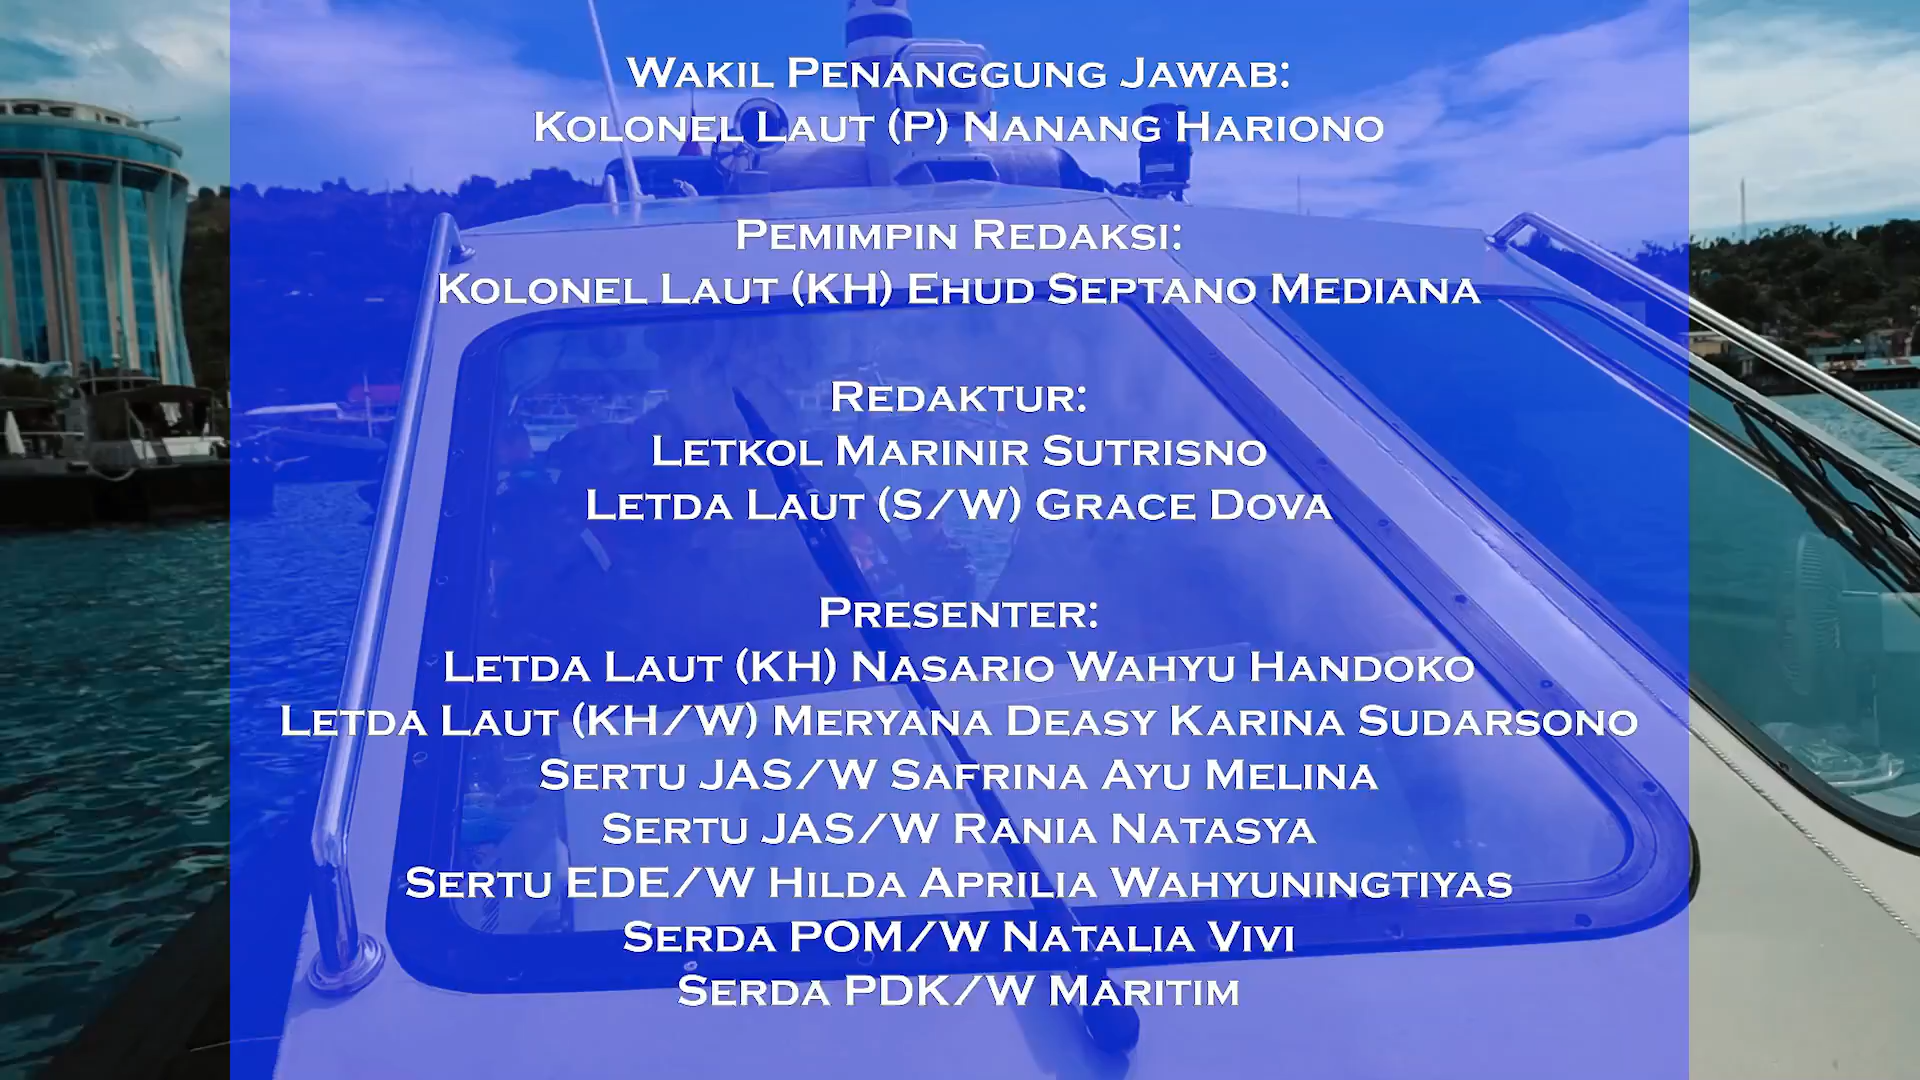 Wakil Penanggung Jawab:
Kolonel Laut (P) Nanang Hariono
Pemimpin Redaksi:
Kolonel Laut (KH) Ehud Septano Mediana
Redaktur:
Letkol Marinir Sutrisno
Letda Laut (S/W) Grace Dova
Presenter:
Letda Laut (KH) Nasario Wahyu Handoko
Letda Laut (KH/W) Meryana Deasy Karina Sudarsono
Sertu JAS/W Safrina Ayu Melina
Sertu JAS/W Rania Natasya
Sertu EDE/W Hilda Aprilia Wahyuningtiyas
Serda POM/W Natalia Vivi
Serda PDK/W Maritim